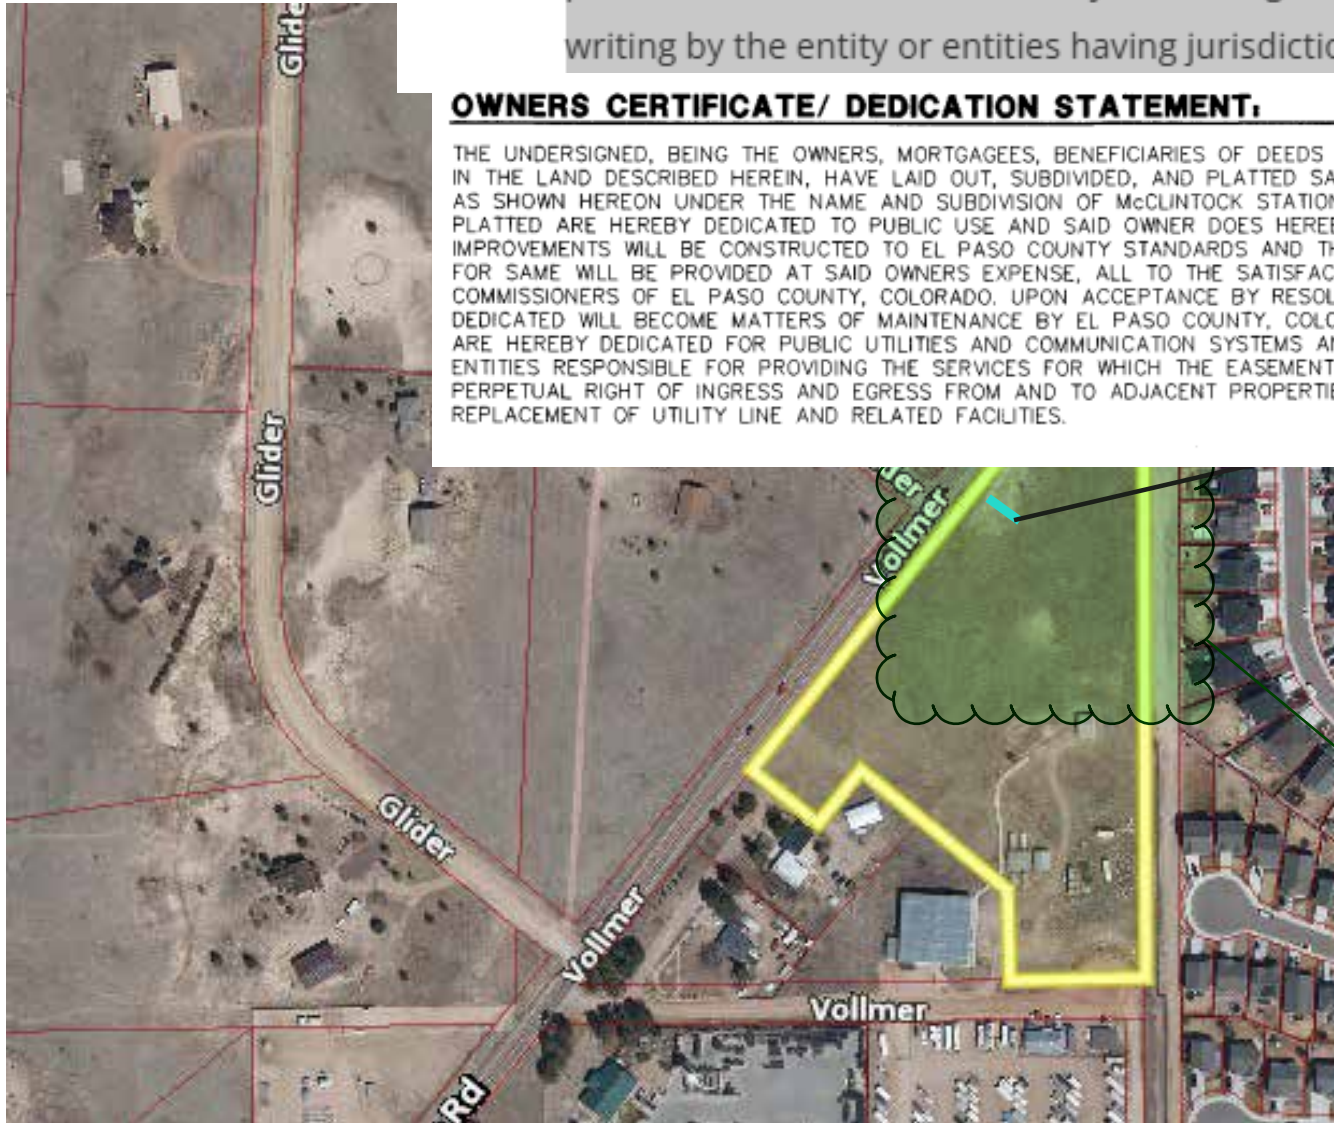 Glide
writing by the entity or entities having jurisdictio
OWNERS CERTIFICATE/ DEDICATION STATEMENT:
THE UNDERSIGNED, BEING THE OWNERS, MORTGAGEES, BENEFICIARIES OF DEEDS
IN THE LAND DESCRIBED HEREIN, HAVE LAID OUT, SUBDIVIDED, AND PLATTED SA
AS SHOWN HEREON UNDER THE NAME AND SUBDIVISION OF McCLINTOCK STATION
PLATTED ARE HEREBY DEDICATED TO PUBLIC USE AND SAID OWNER DOES HEREB
IMPROVEMENTS WILL BE CONSTRUCTED TO EL PASO COUNTY STANDARDS AND TH
FOR SAME WILL BE PROVIDED AT SAID OWNERS EXPENSE, ALL TO THE SATISFAC
COMMISSIONERS OF EL PASO COUNTY, COLORADO. UPON ACCEPTANCE BY RESOL
DEDICATED WILL BECOME MATTERS OF MAINTENANCE BY EL PASO COUNTY, COLO
ARE HEREBY DEDICATED FOR PUBLIC UTILITIES AND COMMUNICATION SYSTEMS AN
ENTITIES RESPONSIBLE FOR PROVIDING THE SERVICES FOR WHICH THE EASEMENT
PERPETUAL RIGHT OF INGRESS AND EGRESS FROM AND TO ADJACENT PROPERTIE
REPLACEMENT OF UTILITY LINE AND RELATED FACILITIES.
Glider
der
Vollmer
Glider
Vollmer
Vollmer
Rd